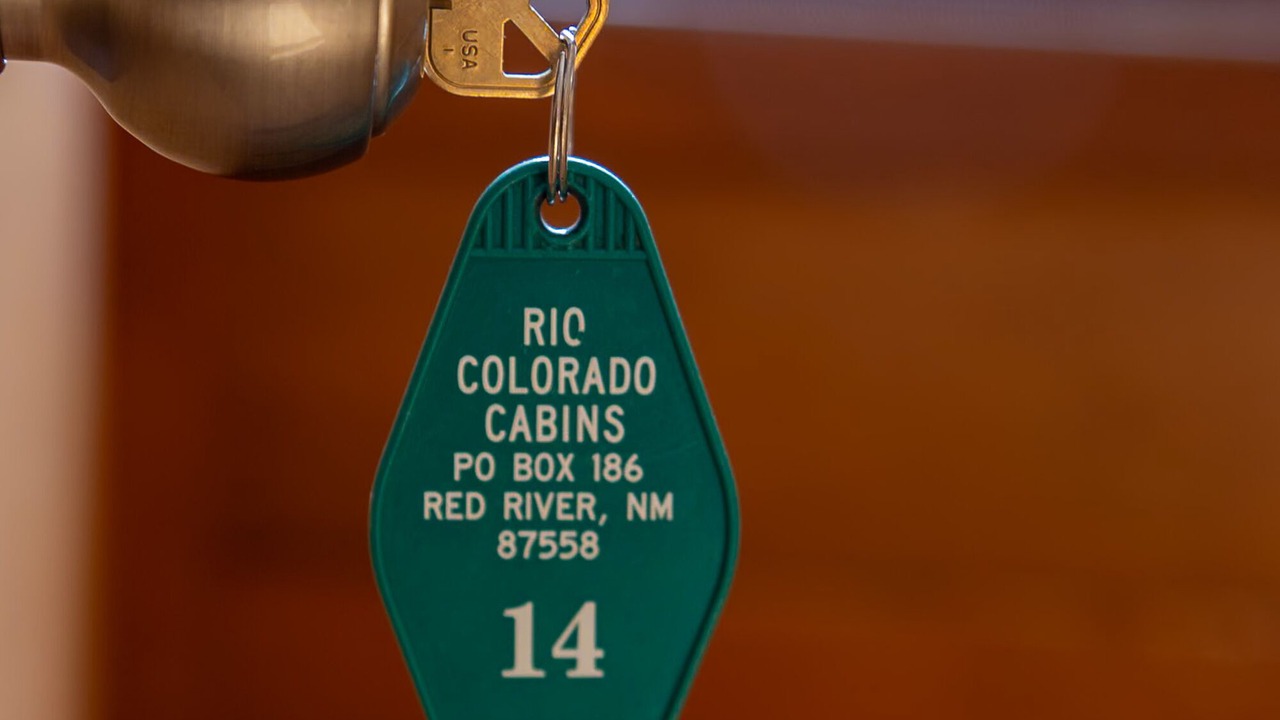 USA
RIO
COLORADO
CABINS
PO BOX 186
RED RIVER, NM
87558
14